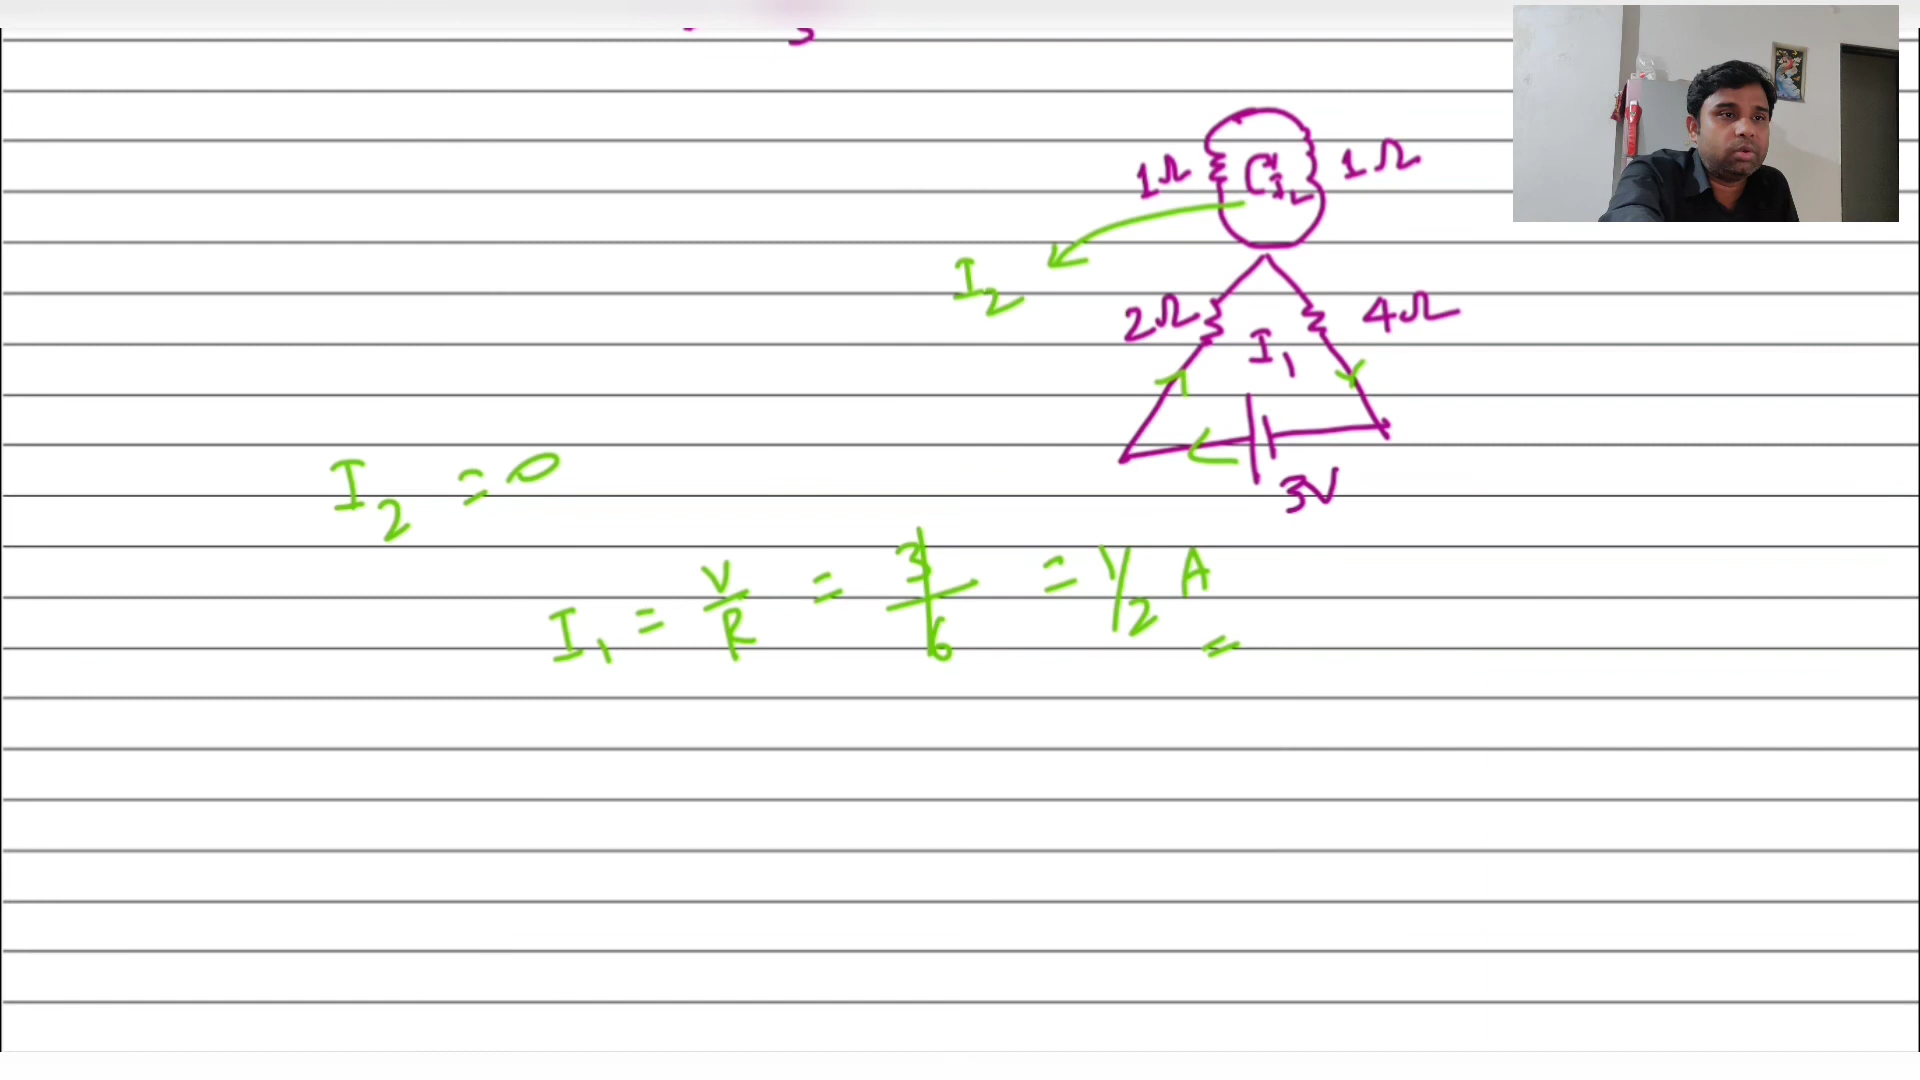 1Ω I₂ 1Ω
I₂
2Ω 4Ω
I₁
3V
I₂ = 0
I₁ = V/R = 3/6 = 1/2 A